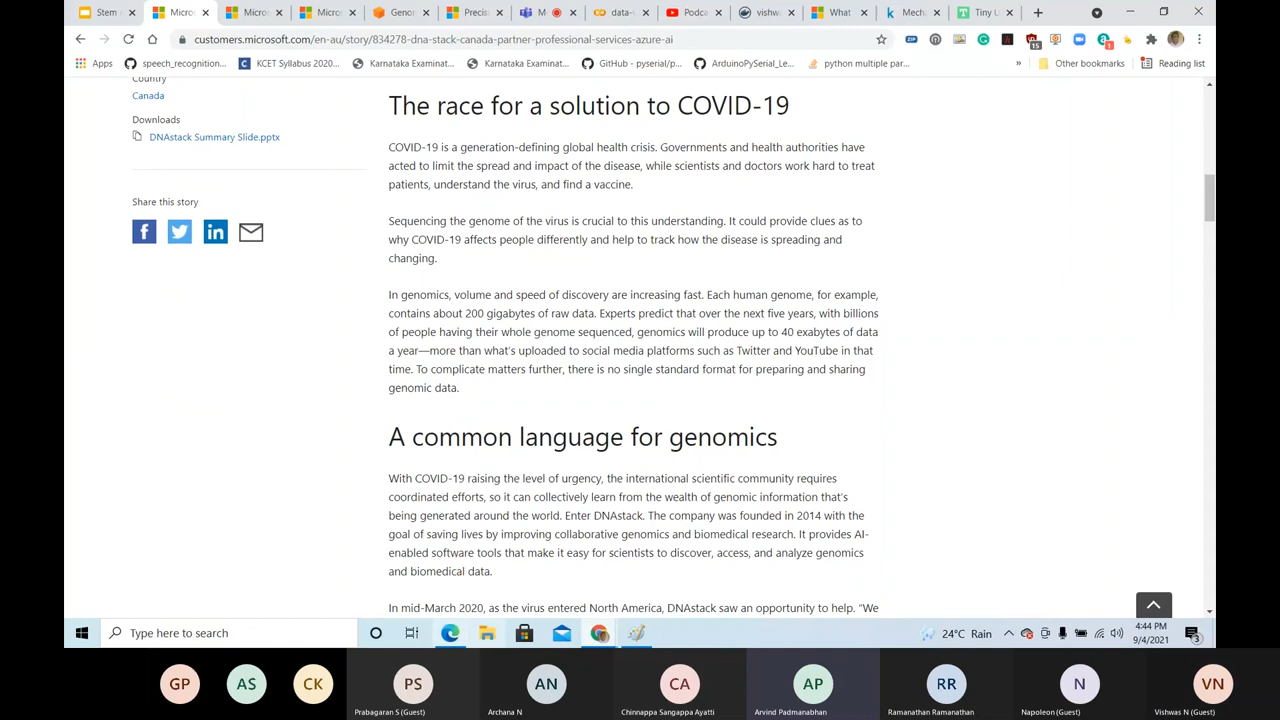 Stem
Micros
Micros
Micros
Genom
Precis
data-
Podca
vishw
What
Mech
Tiny U
customers.microsoft.com/en-au/story/834278-dna-stack-canada-partner-professional-services-azure-ai
Apps
speech_recognition...
KCET Syllabus 2020...
Karnataka Examinat...
Karnataka Examinat...
GitHub - pyserial/p...
ArduinoPySerial_Le...
python multiple par...
»
Other bookmarks
Reading list
Country
Canada
Downloads
DNAstack Summary Slide.pptx
Share this story
The race for a solution to COVID-19
COVID-19 is a generation-defining global health crisis. Governments and health authorities have
acted to limit the spread and impact of the disease, while scientists and doctors work hard to treat
patients, understand the virus, and find a vaccine.
Sequencing the genome of the virus is crucial to this understanding. It could provide clues as to
why COVID-19 affects people differently and help to track how the disease is spreading and
changing.
In genomics, volume and speed of discovery are increasing fast. Each human genome, for example,
contains about 200 gigabytes of raw data. Experts predict that over the next five years, with billions
of people having their whole genome sequenced, genomics will produce up to 40 exabytes of data
a year—more than what's uploaded to social media platforms such as Twitter and YouTube in that
time. To complicate matters further, there is no single standard format for preparing and sharing
genomic data.
A common language for genomics
With COVID-19 raising the level of urgency, the international scientific community requires
coordinated efforts, so it can collectively learn from the wealth of genomic information that's
being generated around the world. Enter DNAstack. The company was founded in 2014 with the
goal of saving lives by improving collaborative genomics and biomedical research. It provides AI-
enabled software tools that make it easy for scientists to discover, access, and analyze genomics
and biomedical data.
In mid-March 2020, as the virus entered North America, DNAstack saw an opportunity to help. "We
Type here to search
24°C Rain
4:44 PM
9/4/2021
GP
AS
CK
PS
AN
CA
AP
RR
N
VN
Prabagaran S (Guest)
Archana N
Chinnappa Sangappa Ayatti
Arvind Padmanabhan
Ramanathan Ramanathan
Napoleon (Guest)
Vishwas N (Guest)